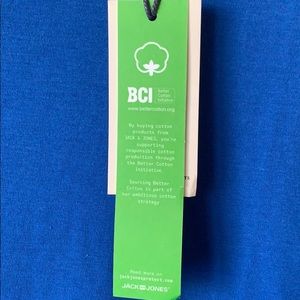 BCI Better
Cotton
Initiative
www.bettercotton.org
By buying cotton
products from
JACK & JONES, you're
supporting
responsible cotton
production through
the Better Cotton
Initiative.
Sourcing Better
Cotton is part of
our ambitious cotton
strategy
Read more on
jackjonesprotect.com
JACK JONES